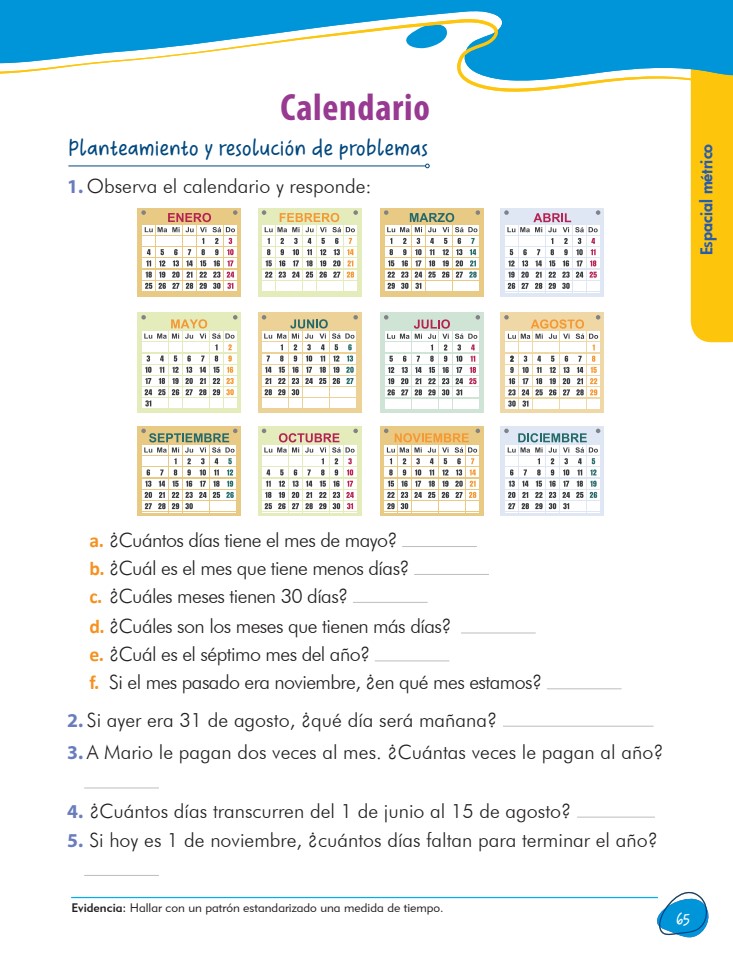 Calendario
Planteamiento y resolución de problemas
Espacial métrico
1. Observa el calendario y responde:
ENERO
Lu Ma Mi Ju Vi Sá Do
1 2 3
4 5 6 7 8 9 10
11 12 13 14 15 16 17
18 19 20 21 22 23 24
25 26 27 28 29 30 31
FEBRERO
Lu Ma Mi Ju Vi Sá Do
1 2 3 4 5 6 7
8 9 10 11 12 13 14
15 16 17 18 19 20 21
22 23 24 25 26 27 28
MARZO
Lu Ma Mi Ju Vi Sá Do
1 2 3 4 5 6 7
8 9 10 11 12 13 14
15 16 17 18 19 20 21
22 23 24 25 26 27 28
29 30 31
ABRIL
Lu Ma Mi Ju Vi Sá Do
1 2 3 4
5 6 7 8 9 10 11
12 13 14 15 16 17 18
19 20 21 22 23 24 25
26 27 28 29 30
MAYO
Lu Ma Mi Ju Vi Sá Do
1 2
3 4 5 6 7 8 9
10 11 12 13 14 15 16
17 18 19 20 21 22 23
24 25 26 27 28 29 30
31
JUNIO
Lu Ma Mi Ju Vi Sá Do
1 2 3 4 5 6
7 8 9 10 11 12 13
14 15 16 17 18 19 20
21 22 23 24 25 26 27
28 29 30
JULIO
Lu Ma Mi Ju Vi Sá Do
1 2 3 4
5 6 7 8 9 10 11
12 13 14 15 16 17 18
19 20 21 22 23 24 25
26 27 28 29 30 31
AGOSTO
Lu Ma Mi Ju Vi Sá Do
1
2 3 4 5 6 7 8
9 10 11 12 13 14 15
16 17 18 19 20 21 22
23 24 25 26 27 28 29
30 31
SEPTIEMBRE
Lu Ma Mi Ju Vi Sá Do
1 2 3 4 5
6 7 8 9 10 11 12
13 14 15 16 17 18 19
20 21 22 23 24 25 26
27 28 29 30
OCTUBRE
Lu Ma Mi Ju Vi Sá Do
1 2 3
4 5 6 7 8 9 10
11 12 13 14 15 16 17
18 19 20 21 22 23 24
25 26 27 28 29 30 31
NOVIEMBRE
Lu Ma Mi Ju Vi Sá Do
1 2 3 4 5 6 7
8 9 10 11 12 13 14
15 16 17 18 19 20 21
22 23 24 25 26 27 28
29 30
DICIEMBRE
Lu Ma Mi Ju Vi Sá Do
1 2 3 4 5
6 7 8 9 10 11 12
13 14 15 16 17 18 19
20 21 22 23 24 25 26
27 28 29 30 31
a. ¿Cuántos días tiene el mes de mayo?
b. ¿Cuál es el mes que tiene menos días?
c. ¿Cuáles meses tienen 30 días?
d. ¿Cuáles son los meses que tienen más días?
e. ¿Cuál es el séptimo mes del año?
f. Si el mes pasado era noviembre, ¿en qué mes estamos?
2. Si ayer era 31 de agosto, ¿qué día será mañana?
3. A Mario le pagan dos veces al mes. ¿Cuántas veces le pagan al año?
4. ¿Cuántos días transcurren del 1 de junio al 15 de agosto?
5. Si hoy es 1 de noviembre, ¿cuántos días faltan para terminar el año?
Evidencia: Hallar con un patrón estandarizado una medida de tiempo.
65